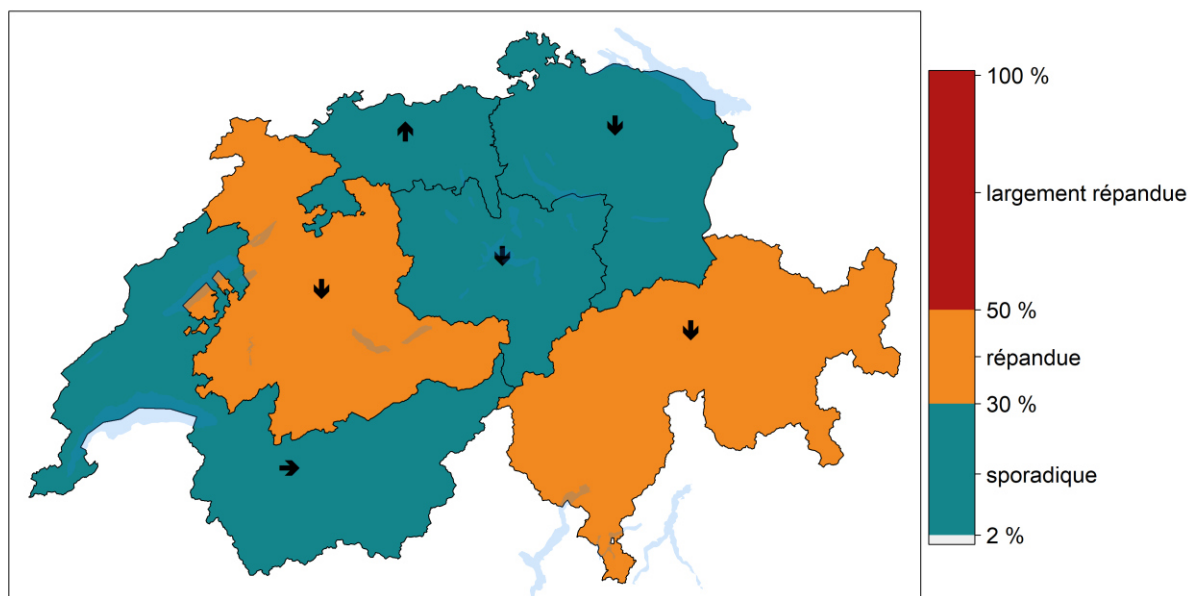 100 %
largement répandue
50 %
répandue
30 %
sporadique
2 %